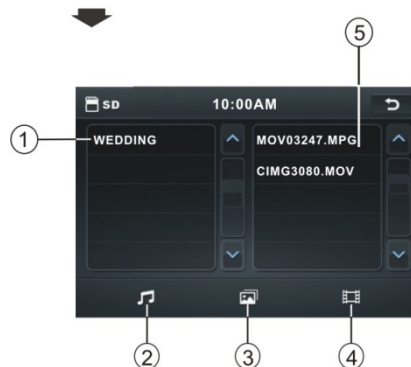 5
SD 10:00AM
1
WEDDING MOV03247.MPG
CIMG3080.MOV
2 3 4